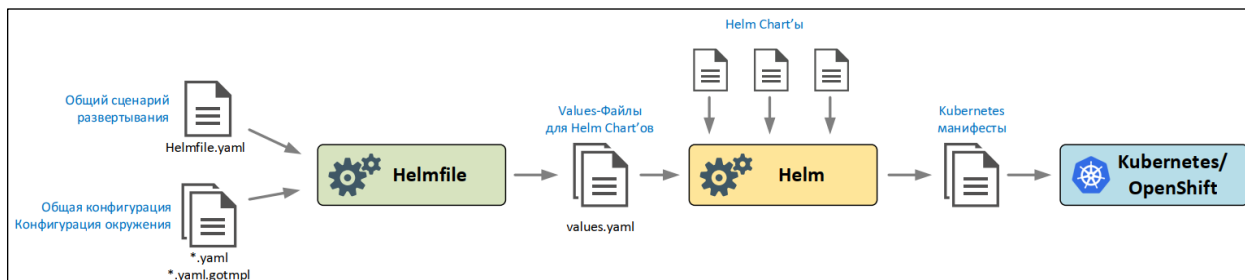 Helm Chart'ы
Общий сценарий
развертывания
Helmfile.yaml
Values-Файлы
для Helm Chart'ов
Kubernetes
манифесты
Helmfile
Helm
Kubernetes/
OpenShift
Общая конфигурация
Конфигурация окружения
values.yaml
*.yaml
*.yaml.gotmpl